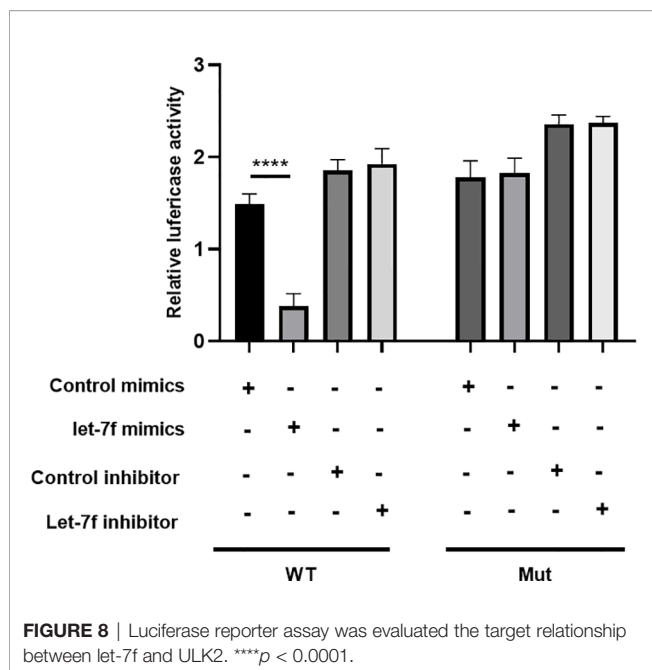 Relative lufericase activity
3
2
1
0
****
Control mimics + - - - + - - -
let-7f mimics - + - - - + - -
Control inhibitor - - + - - - + -
Let-7f inhibitor - - - + - - - +
WT Mut
FIGURE 8 | Luciferase reporter assay was evaluated the target relationship
between let-7f and ULK2. ****p < 0.0001.